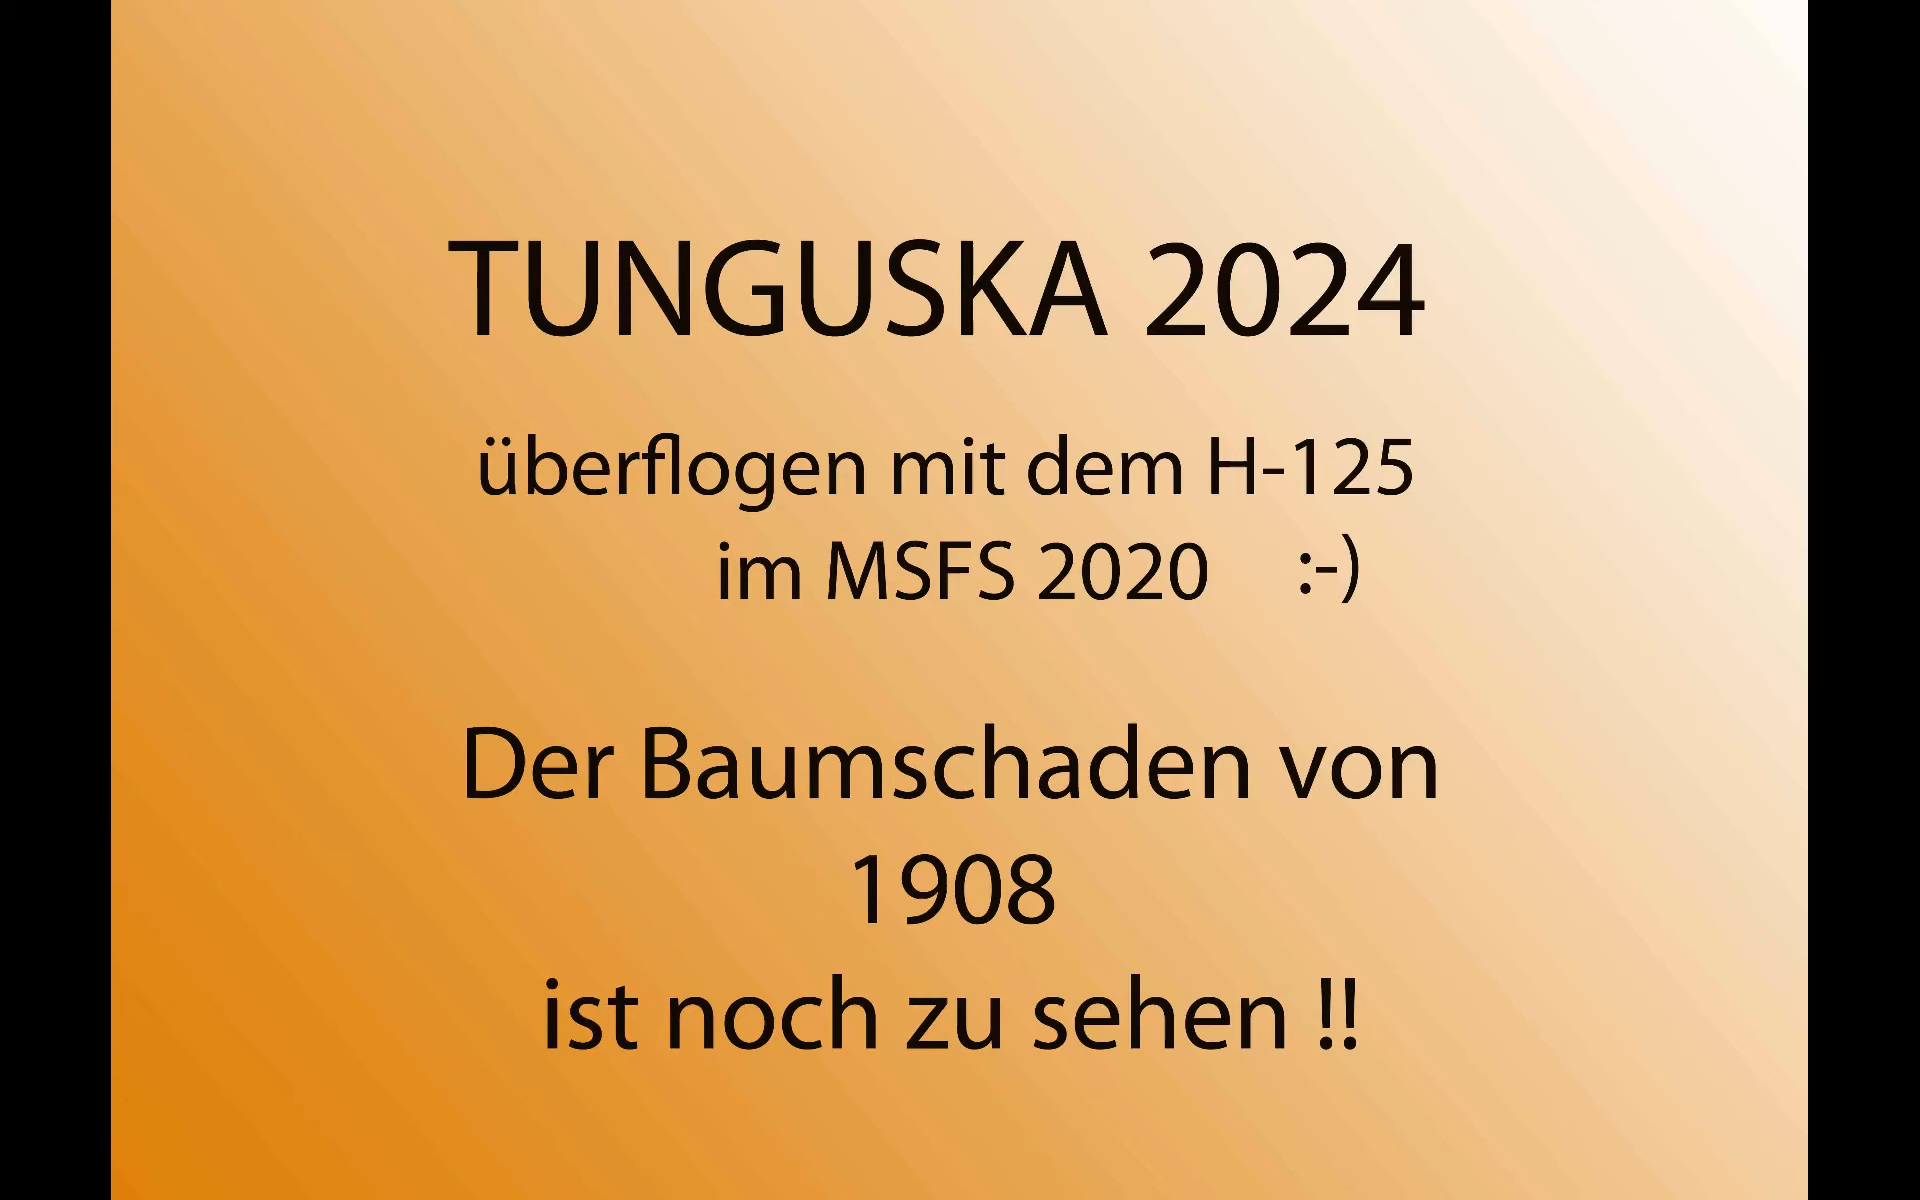 TUNGUSKA 2024
überflogen mit dem H-125
im MSFS 2020 :-)
Der Baumschaden von
1908
ist noch zu sehen !!